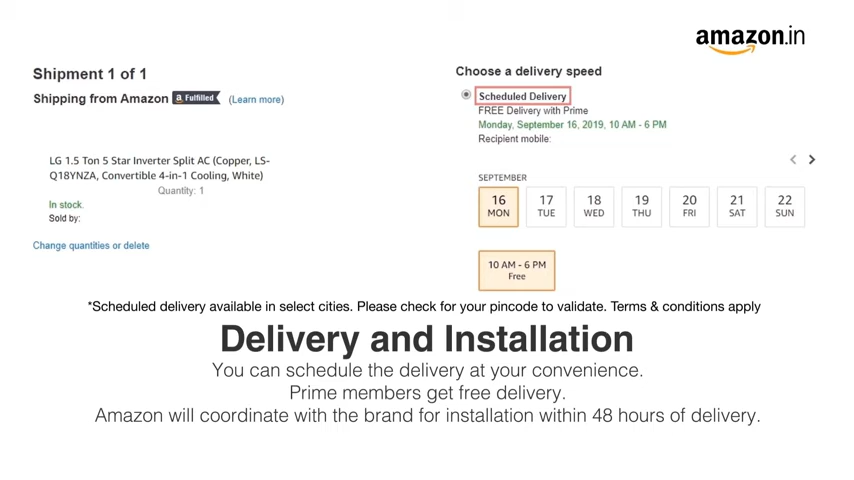 amazon.in
Shipment 1 of 1
Shipping from Amazon a Fulfilled (Learn more)
LG 1.5 Ton 5 Star Inverter Split AC (Copper, LS-
Q18YNZA, Convertible 4-in-1 Cooling, White)
Quantity: 1
In stock.
Sold by:
Change quantities or delete
Choose a delivery speed
Scheduled Delivery
FREE Delivery with Prime
Monday, September 16, 2019, 10 AM - 6 PM
Recipient mobile:
SEPTEMBER
16 17 18 19 20 21 22
MON TUE WED THU FRI SAT SUN
10 AM - 6 PM
Free
*Scheduled delivery available in select cities. Please check for your pincode to validate. Terms & conditions apply
Delivery and Installation
You can schedule the delivery at your convenience.
Prime members get free delivery.
Amazon will coordinate with the brand for installation within 48 hours of delivery.